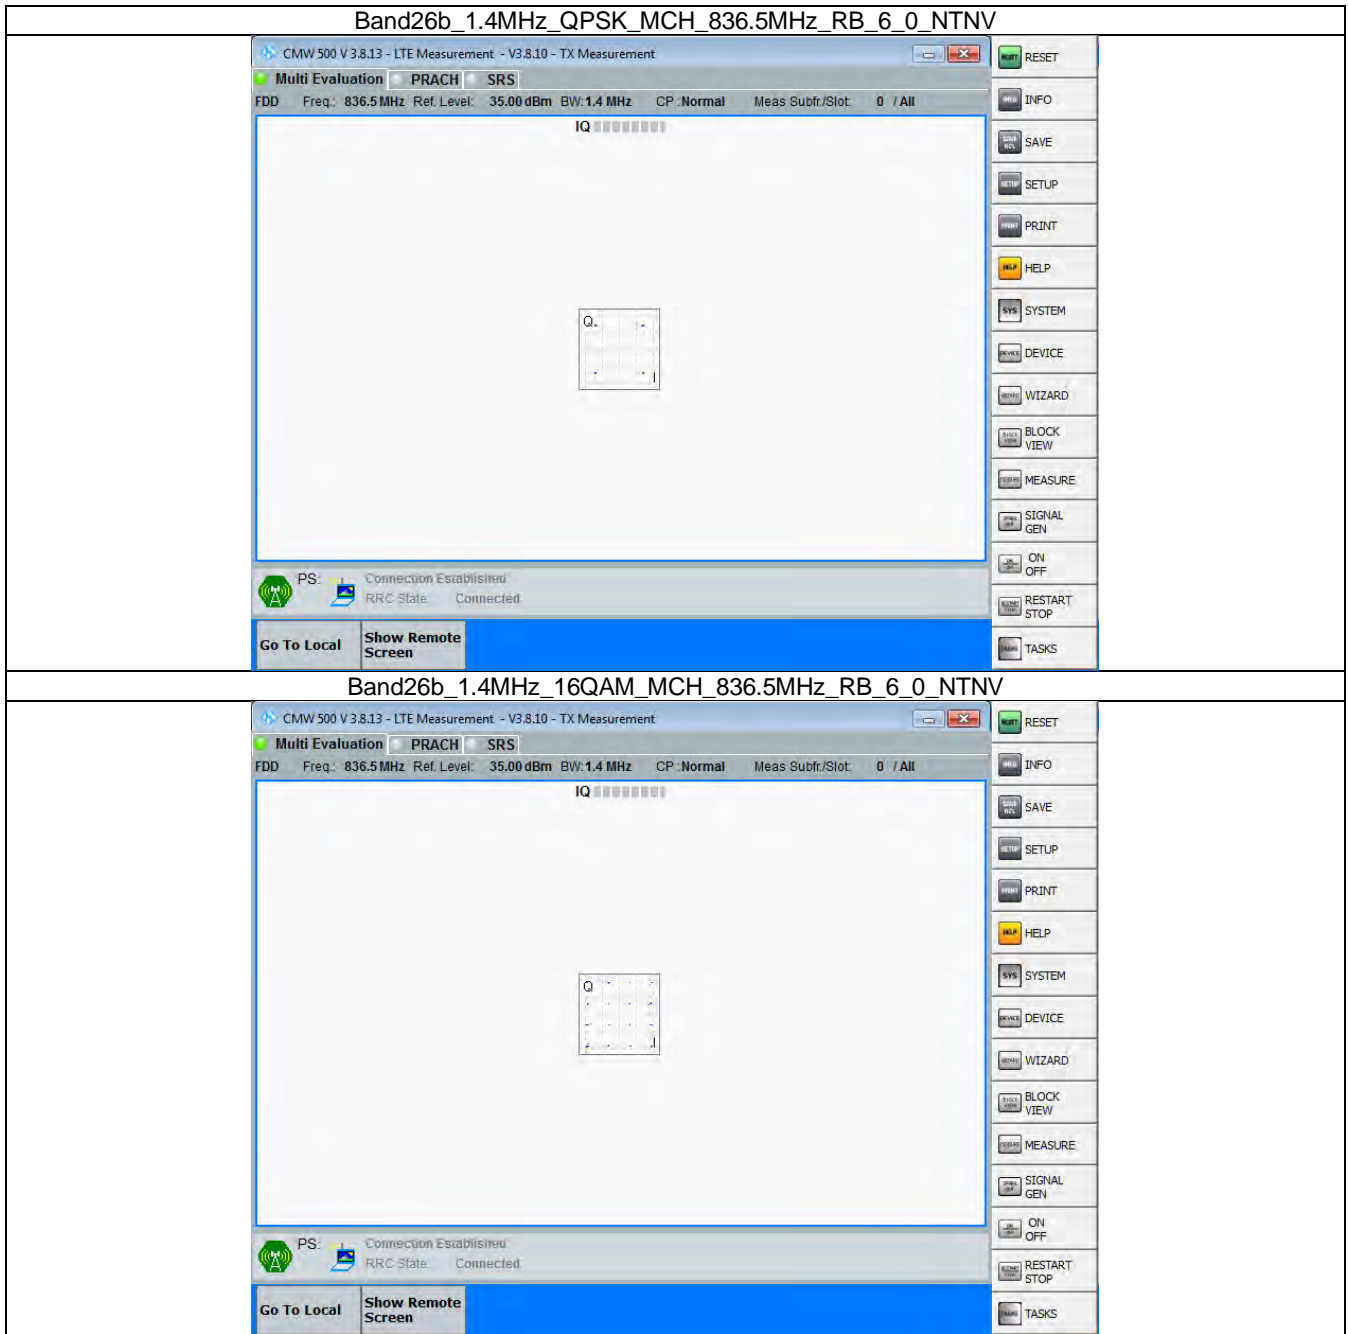 Band26b_1.4MHz_QPSK_MCH_836.5MHz_RB_6_0_NTNV
CMW 500 V 3.8.13 - LTE Measurement - V3.8.10 - TX Measurement
Multi Evaluation PRACH SRS
FDD Freq.: 836.5 MHz Ref. Level: 35.00 dBm BW: 1.4 MHz CP : Normal Meas Subfr./Slot: 0 / All
IQ
Q
I
PS: Connection Established
RRC State Connected
Go To Local Show Remote Screen
RESET
INFO
SAVE
SETUP
PRINT
HELP HELP
SYS SYSTEM
DEVICE DEVICE
WIZARD
BLOCK
VIEW
MEASURE
SIGNAL
GEN
ON
OFF
RESTART
STOP
TASKS
Band26b_1.4MHz_16QAM_MCH_836.5MHz_RB_6_0_NTNV
CMW 500 V 3.8.13 - LTE Measurement - V3.8.10 - TX Measurement
Multi Evaluation PRACH SRS
FDD Freq.: 836.5 MHz Ref. Level: 35.00 dBm BW: 1.4 MHz CP : Normal Meas Subfr./Slot: 0 / All
IQ
Q
I
PS: Connection Established
RRC State Connected
Go To Local Show Remote Screen
RESET
INFO
SAVE
SETUP
PRINT
HELP HELP
SYS SYSTEM
DEVICE DEVICE
WIZARD
BLOCK
VIEW
MEASURE
SIGNAL
GEN
ON
OFF
RESTART
STOP
TASKS